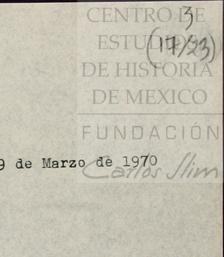 CENTRO DE
3
ESTUDIOS
(17/23)
DE HISTORIA
DE MEXICO
FUNDACIÓN
Carlos Slim
9 de Marzo de 1970